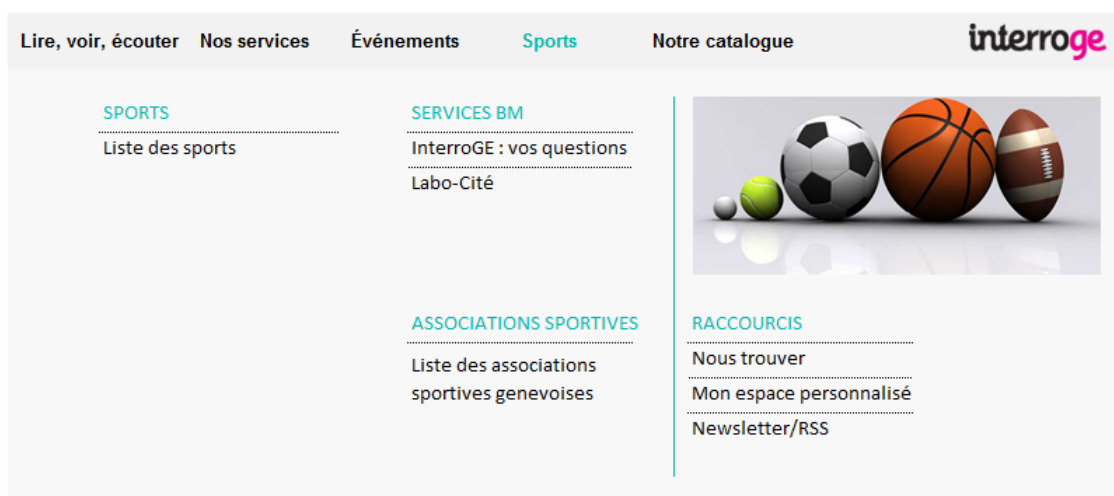 Lire, voir, écouter Nos services Événements Sports Notre catalogue interroge
SPORTS
Liste des sports
SERVICES BM
InterroGE : vos questions
Labo-Cité
ASSOCIATIONS SPORTIVES
Liste des associations
sportives genevoises
RACCOURCIS
Nous trouver
Mon espace personnalisé
Newsletter/RSS